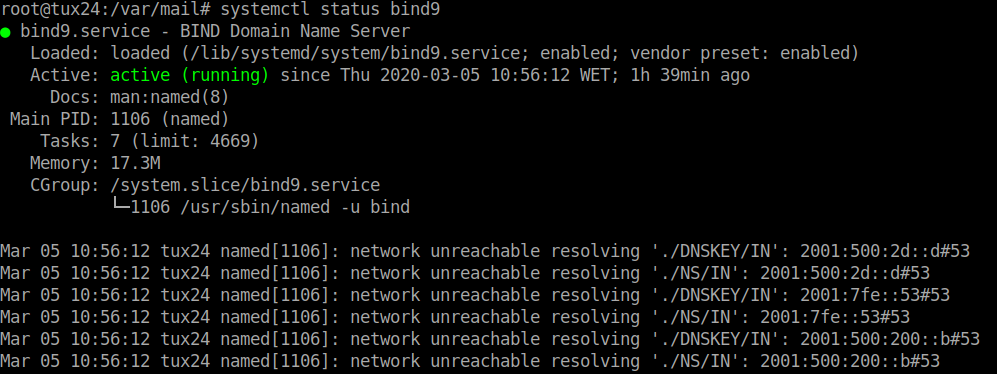 root@tux24:/var/mail# systemctl status bind9
● bind9.service - BIND Domain Name Server
   Loaded: loaded (/lib/systemd/system/bind9.service; enabled; vendor preset: enabled)
   Active: active (running) since Thu 2020-03-05 10:56:12 WET; 1h 39min ago
     Docs: man:named(8)
 Main PID: 1106 (named)
    Tasks: 7 (limit: 4669)
   Memory: 17.3M
   CGroup: /system.slice/bind9.service
           └─1106 /usr/sbin/named -u bind
Mar 05 10:56:12 tux24 named[1106]: network unreachable resolving './DNSKEY/IN': 2001:500:2d::d#53
Mar 05 10:56:12 tux24 named[1106]: network unreachable resolving './NS/IN': 2001:500:2d::d#53
Mar 05 10:56:12 tux24 named[1106]: network unreachable resolving './DNSKEY/IN': 2001:7fe::53#53
Mar 05 10:56:12 tux24 named[1106]: network unreachable resolving './NS/IN': 2001:7fe::53#53
Mar 05 10:56:12 tux24 named[1106]: network unreachable resolving './DNSKEY/IN': 2001:500:200::b#53
Mar 05 10:56:12 tux24 named[1106]: network unreachable resolving './NS/IN': 2001:500:200::b#53